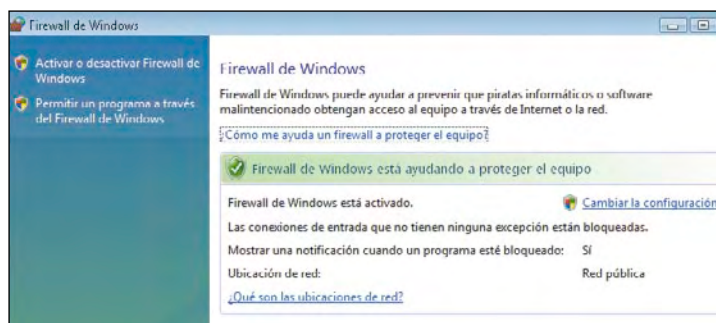 Firewall de Windows
Activar o desactivar Firewall de
Windows
Permitir un programa a través
del Firewall de Windows
Firewall de Windows
Firewall de Windows puede ayudar a prevenir que piratas informáticos o software
malintencionado obtengan acceso al equipo a través de Internet o la red.
¿Cómo me ayuda un firewall a proteger el equipo?
Firewall de Windows está ayudando a proteger el equipo
Firewall de Windows está activado. Cambiar la configuración
Las conexiones de entrada que no tienen ninguna excepción están bloqueadas.
Mostrar una notificación cuando un programa esté bloqueado: Sí
Ubicación de red: Red pública
¿Qué son las ubicaciones de red?